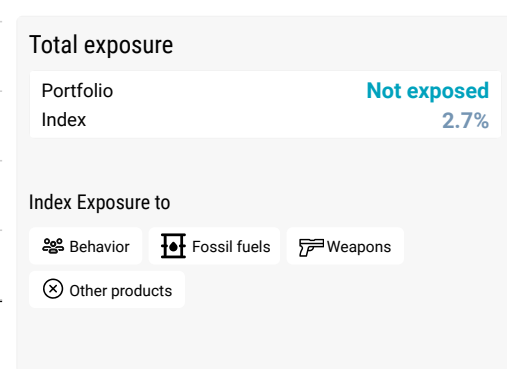 Total exposure
Portfolio Not exposed
Index 2.7%
Index Exposure to
Behavior Fossil fuels Weapons
Other products